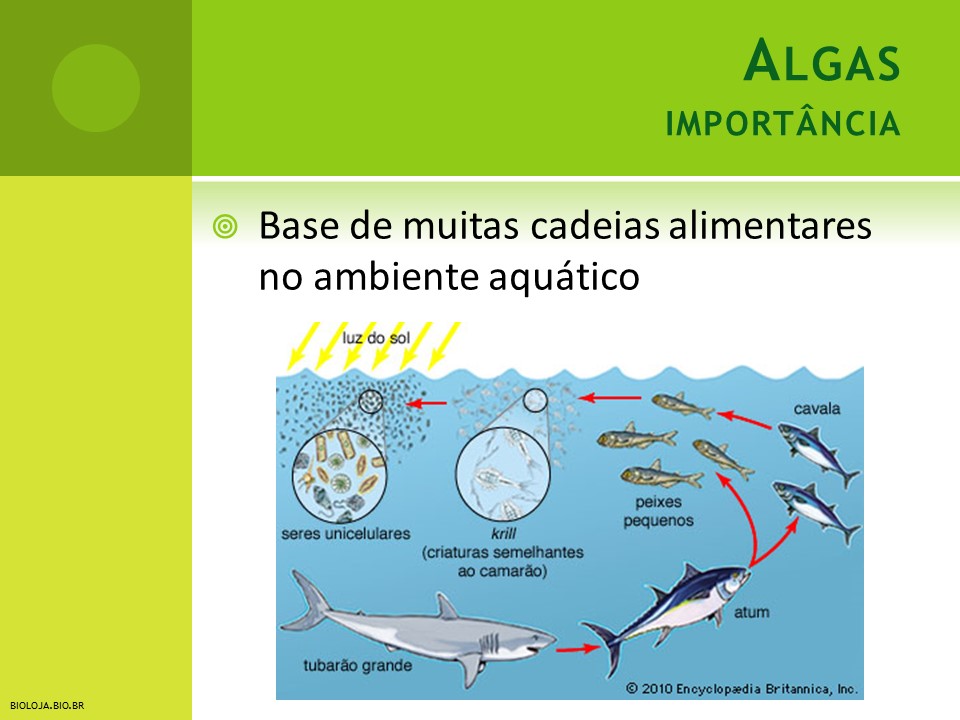 ALGAS
IMPORTÂNCIA
Base de muitas cadeias alimentares
no ambiente aquático
luz do sol
cavala
peixes
pequenos
seres unicelulares
krill
(criaturas semelhantes
ao camarão)
atum
tubarão grande
© 2010 Encyclopædia Britannica, Inc.
BIOLOJA.BIO.BR